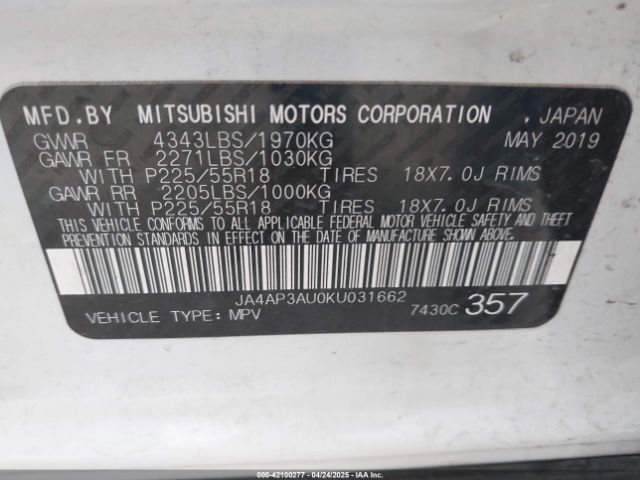 MFD.BY MITSUBISHI MOTORS CORPORATION , JAPAN
GVWR 4343LBS/1970KG MAY 2019
GAWR FR 2271LBS/1030KG
WITH P225/55R18 TIRES 18X7.0J RIMS
GAWR RR 2205LBS/1000KG
WITH P225/55R18 TIRES 18X7.0J RIMS
THIS VEHICLE CONFORMS TO ALL APPLICABLE FEDERAL MOTOR VEHICLE SAFETY AND THEFT
PREVENTION STANDARDS IN EFFECT ON THE DATE OF MANUFACTURE SHOWN ABOVE.
JA4AP3AU0KU031662
VEHICLE TYPE: MPV 7430C 357
000-42100277 - 04/24/2025 - IAAI.COM